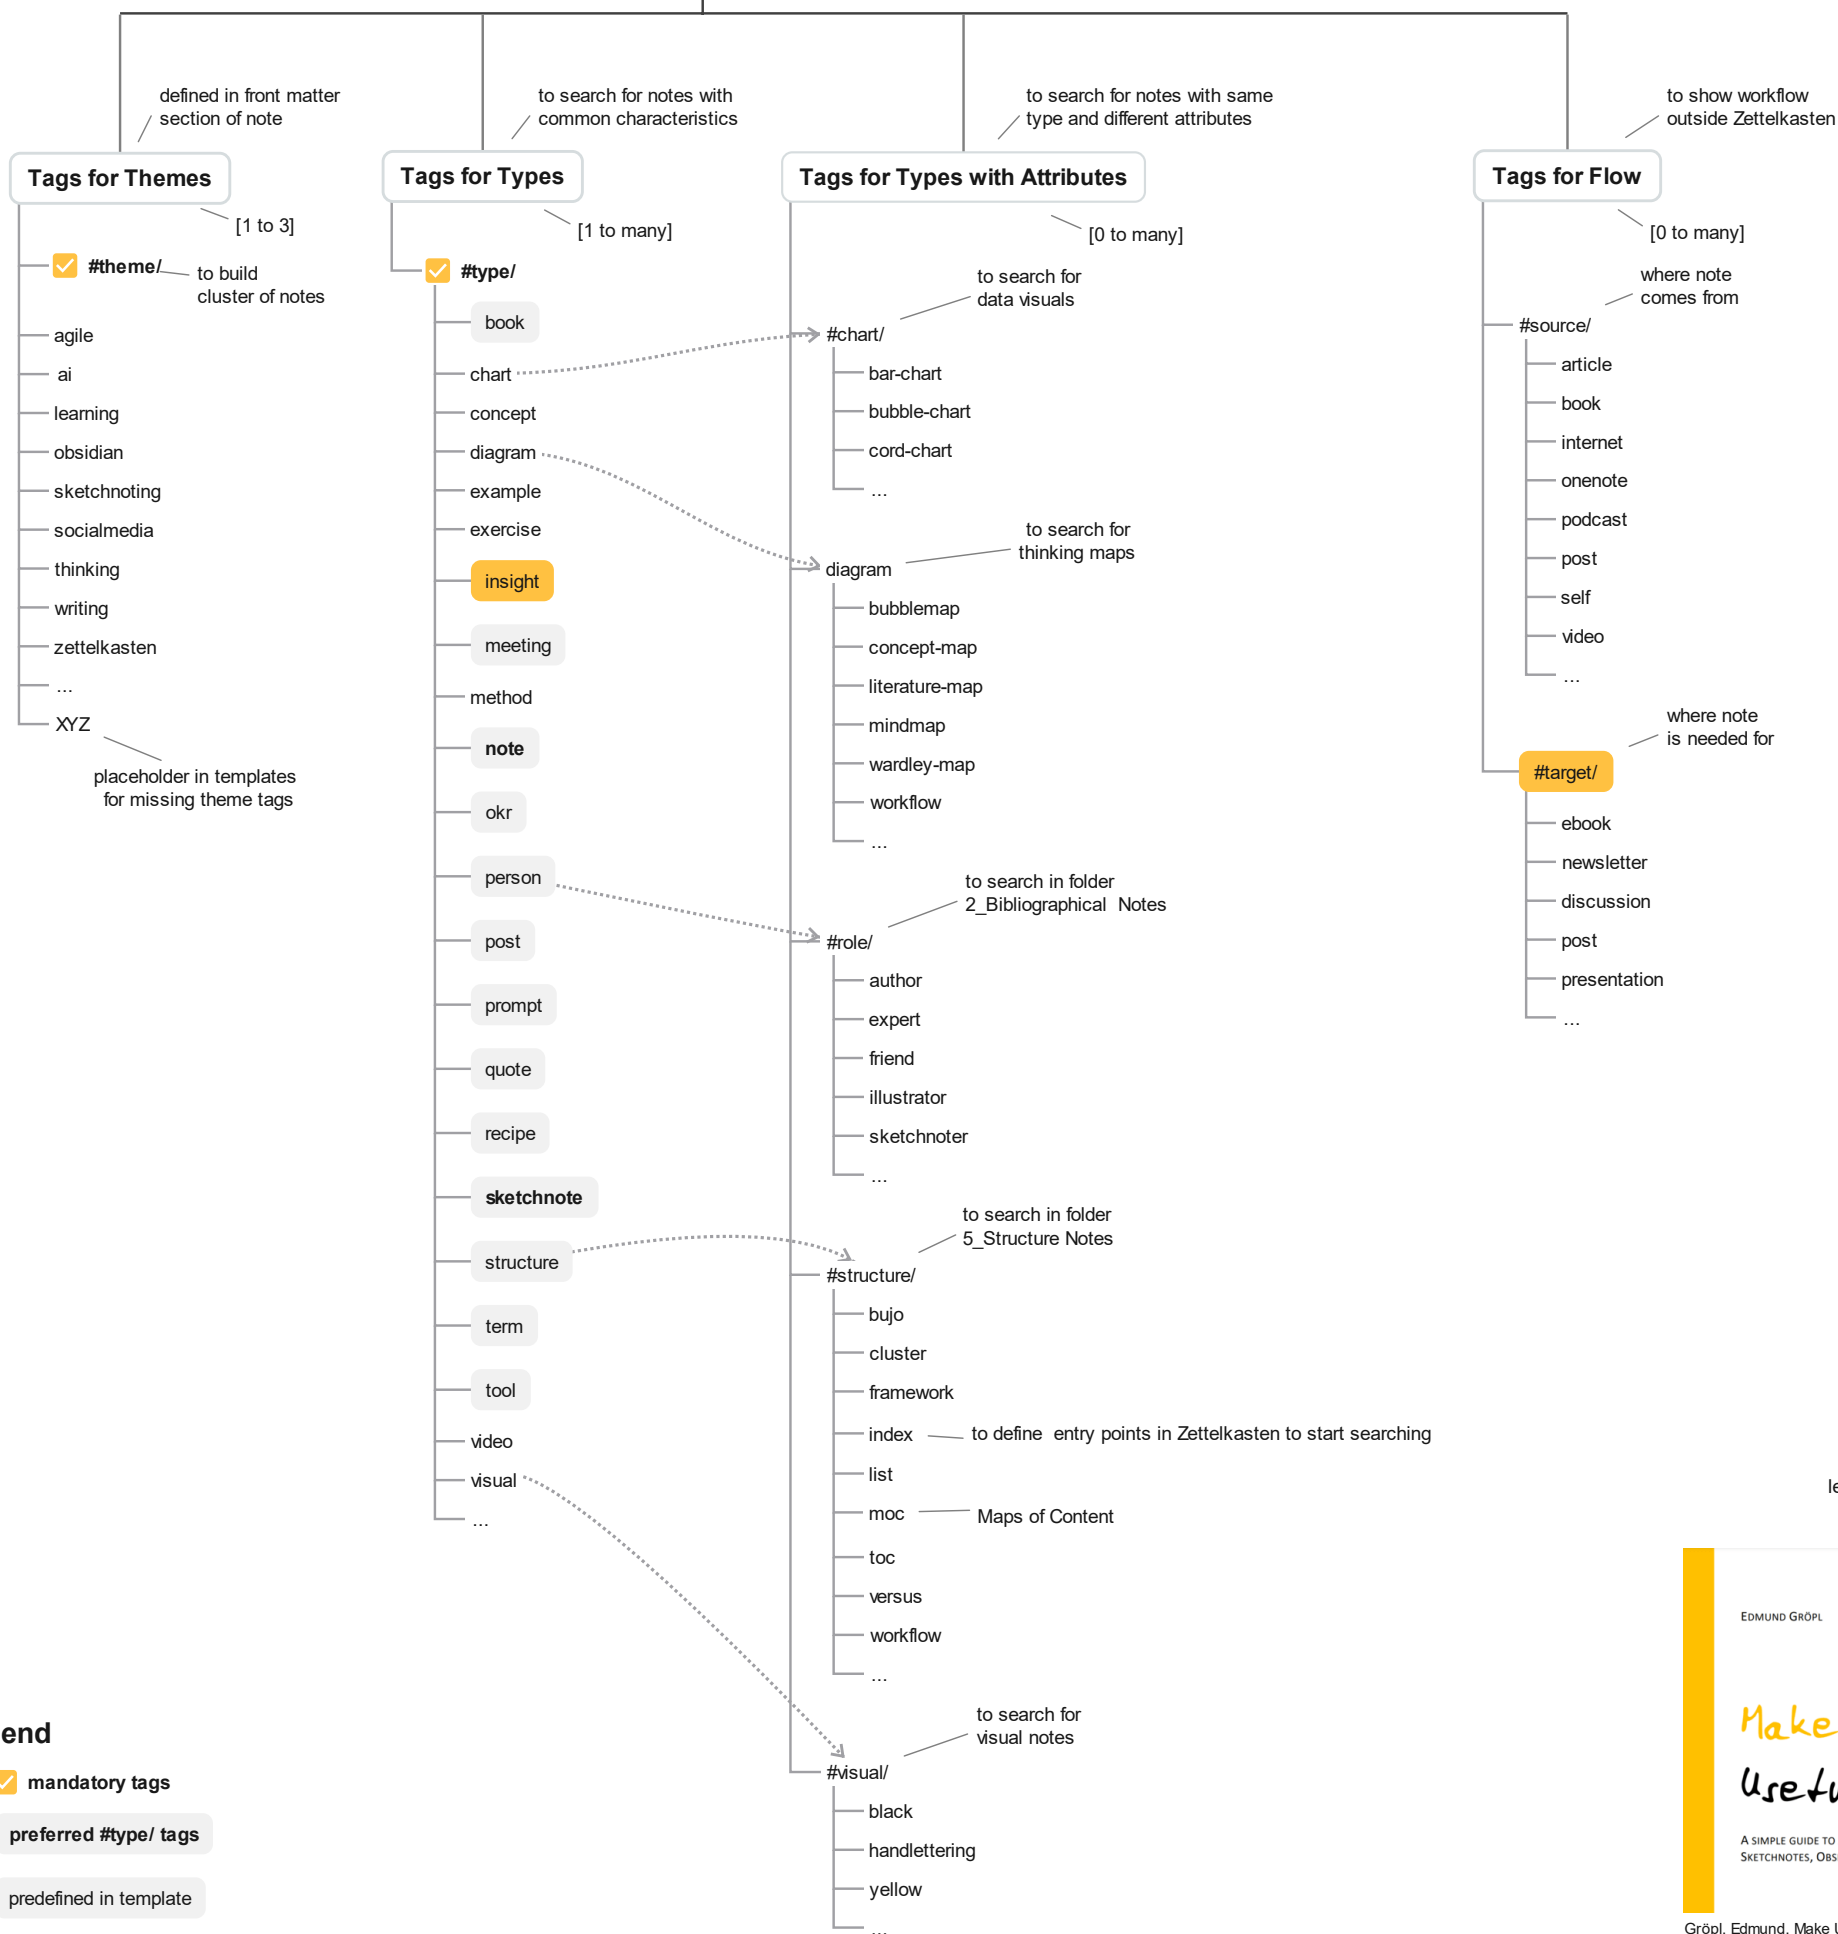 defined in front matter
section of note
Tags for Themes
[1 to 3]
#theme/
to build
cluster of notes
agile
ai
learning
obsidian
sketchnoting
socialmedia
thinking
writing
zettelkasten
...
XYZ
placeholder in templates
for missing theme tags
to search for notes with
common characteristics
Tags for Types
[1 to many]
#type/
book
chart
concept
diagram
example
exercise
insight
meeting
method
note
okr
person
post
prompt
quote
recipe
sketchnote
structure
term
tool
video
visual
...
to search for notes with same
type and different attributes
Tags for Types with Attributes
[0 to many]
to search for
data visuals
#chart/
bar-chart
bubble-chart
cord-chart
...
to search for
thinking maps
diagram
bubblemap
concept-map
literature-map
mindmap
wardley-map
workflow
...
to search in folder
2_Bibliographical Notes
#role/
author
expert
friend
illustrator
sketchnoter
...
to search in folder
5_Structure Notes
#structure/
bujo
cluster
framework
index
to define entry points in Zettelkasten to start searching
list
moc
Maps of Content
toc
versus
workflow
...
to search for
visual notes
#visual/
black
handlettering
yellow
...
to show workflow
outside Zettelkasten
Tags for Flow
[0 to many]
where note
comes from
#source/
article
book
internet
onenote
podcast
post
self
video
...
where note
is needed for
#target/
ebook
newsletter
discussion
post
presentation
...
end
mandatory tags
preferred #type/ tags
predefined in template
le
EDMUND GRÖPL
Make
Usefu
A SIMPLE GUIDE TO
SKETCHNOTES, OBS
Gröpl, Edmund. Make U